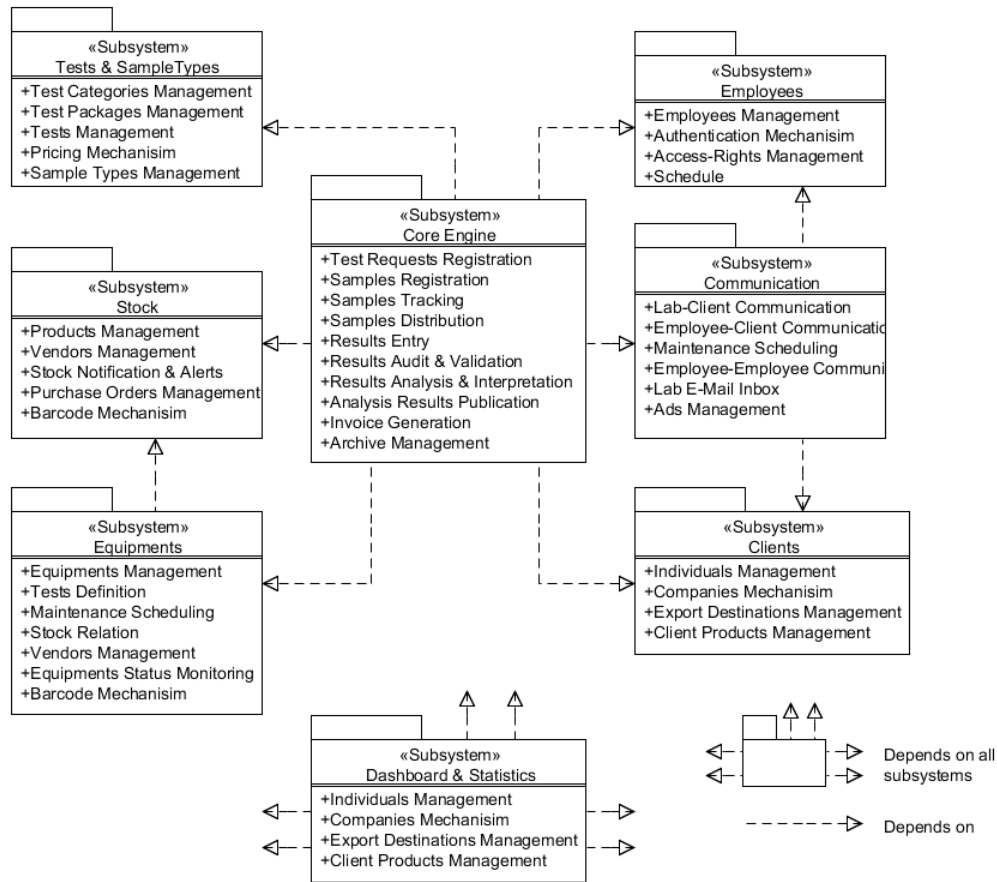 «Subsystem»
Tests & SampleTypes
+Test Categories Management
+Test Packages Management
+Tests Management
+Pricing Mechanisim
+Sample Types Management
«Subsystem»
Employees
+Employees Management
+Authentication Mechanisim
+Access-Rights Management
+Schedule
«Subsystem»
Core Engine
+Test Requests Registration
+Samples Registration
+Samples Tracking
+Samples Distribution
+Results Entry
+Results Audit & Validation
+Results Analysis & Interpretation
+Analysis Results Publication
+Invoice Generation
+Archive Management
«Subsystem»
Stock
+Products Management
+Vendors Management
+Stock Notification & Alerts
+Purchase Orders Management
+Barcode Mechanisim
«Subsystem»
Communication
+Lab-Client Communication
+Employee-Client Communicatic
+Maintenance Scheduling
+Employee-Employee Communi
+Lab E-Mail Inbox
+Ads Management
«Subsystem»
Equipments
+Equipments Management
+Tests Definition
+Maintenance Scheduling
+Stock Relation
+Vendors Management
+Equipments Status Monitoring
+Barcode Mechanisim
«Subsystem»
Clients
+Individuals Management
+Companies Mechanisim
+Export Destinations Management
+Client Products Management
«Subsystem»
Dashboard & Statistics
+Individuals Management
+Companies Mechanisim
+Export Destinations Management
+Client Products Management
Depends on all
subsystems
Depends on